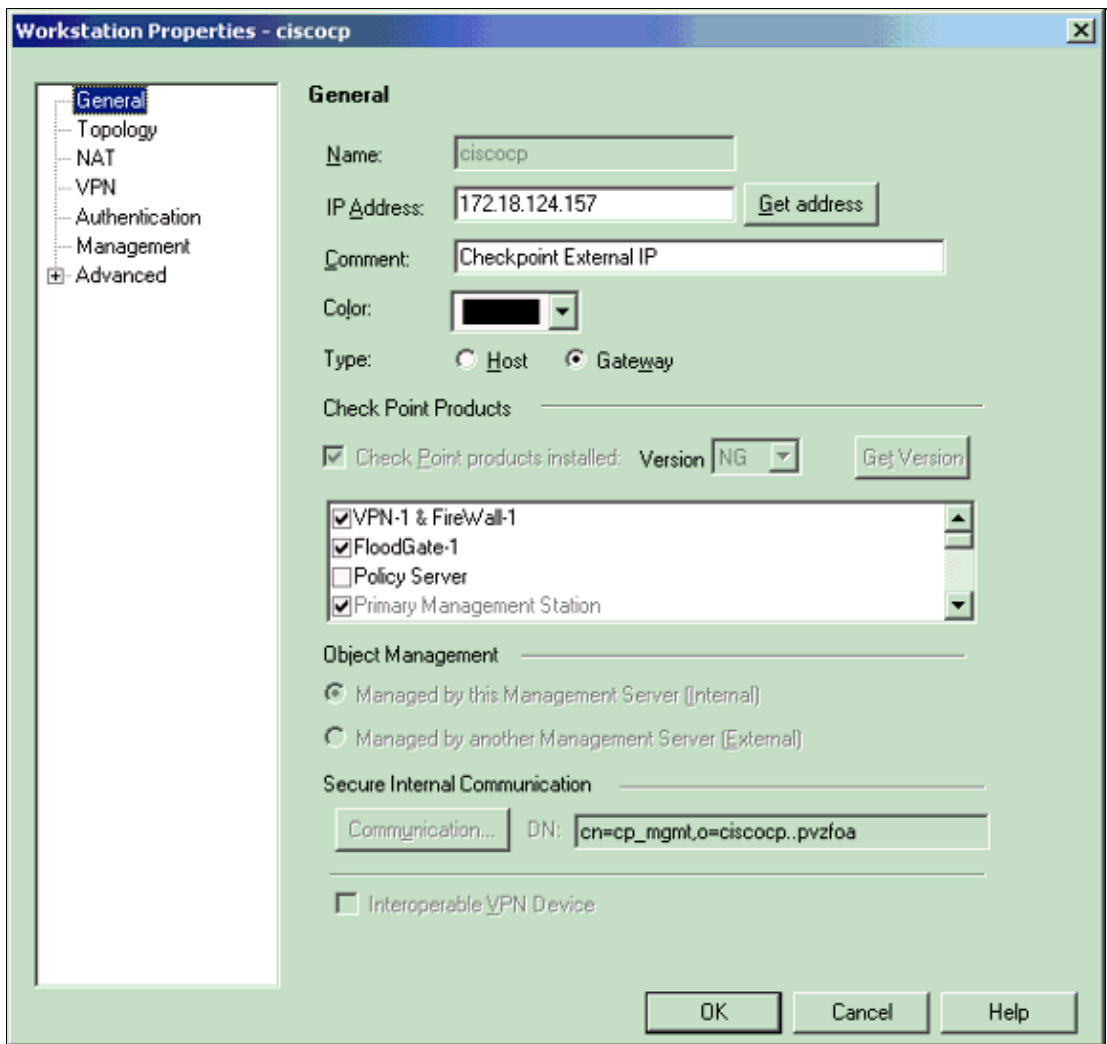 Workstation Properties - ciscocp
General
Topology
NAT
VPN
Authentication
Management
Advanced
General
Name: ciscocp
IP Address: 172.18.124.157 Get address
Comment: Checkpoint External IP
Color:
Type: Host Gateway
Check Point Products
Check Point products installed: Version NG Get Version
VPN-1 & FireWall-1
FloodGate-1
Policy Server
Primary Management Station
Object Management
Managed by this Management Server (Internal)
Managed by another Management Server (External)
Secure Internal Communication
Communication... DN: cn=cp_mgmt,o=ciscocp..pvzfoa
Interoperable VPN Device
OK Cancel Help